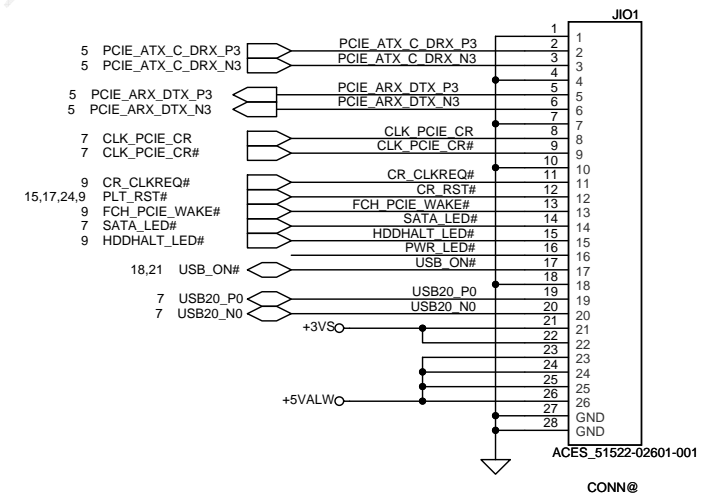 JIO1
1 1
PCIE_ATX_C_DRX_P3 2 2
5 PCIE_ATX_C_DRX_P3
PCIE_ATX_C_DRX_N3 3 3
5 PCIE_ATX_C_DRX_N3
4 4
PCIE_ARX_DTX_P3 5 5
5 PCIE_ARX_DTX_P3
PCIE_ARX_DTX_N3 6 6
5 PCIE_ARX_DTX_N3
7 7
7 CLK_PCIE_CR CLK_PCIE_CR 8 8
7 CLK_PCIE_CR# CLK_PCIE_CR# 9 9
10 10
9 CR_CLKREQ# CR_CLKREQ# 11 11
15,17,24,9 PLT_RST# CR_RST# 12 12
9 FCH_PCIE_WAKE# FCH_PCIE_WAKE# 13 13
7 SATA_LED# SATA_LED# 14 14
9 HDDHALT_LED# HDDHALT_LED# 15 15
PWR_LED# 16 16
18,21 USB_ON# USB_ON# 17 17
18 18
7 USB20_P0 USB20_P0 19 19
7 USB20_N0 USB20_N0 20 20
+3VS 21 21
22 22
23 23
24 24
25 25
+5VALW 26 26
27 GND
28 GND
ACES_51522-02601-001
CONN@